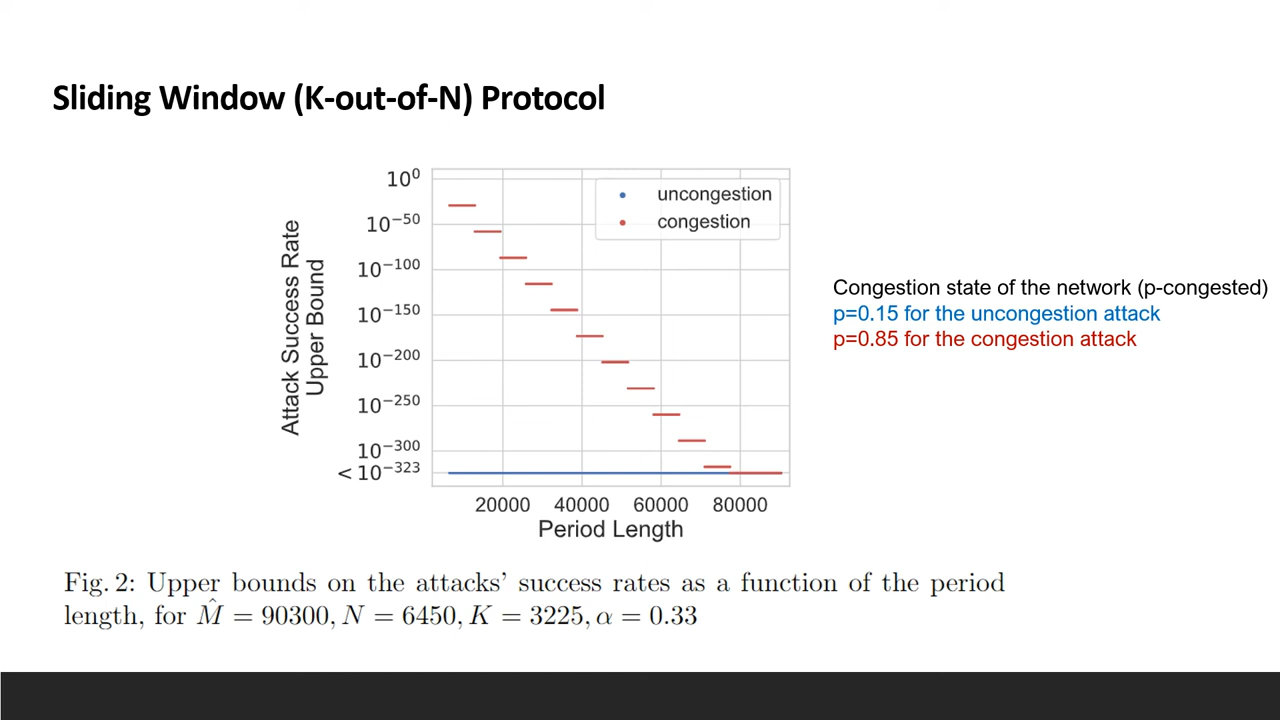 Sliding Window (K-out-of-N) Protocol
10^0
10^−50
10^−100
10^−150
10^−200
10^−250
10^−300
< 10^−323
Attack Success Rate
Upper Bound
uncongestion
congestion
20000 40000 60000 80000
Period Length
Congestion state of the network (p-congested)
p=0.15 for the uncongestion attack
p=0.85 for the congestion attack
Fig. 2: Upper bounds on the attacks' success rates as a function of the period
length, for M̂ = 90300, N = 6450, K = 3225, α = 0.33